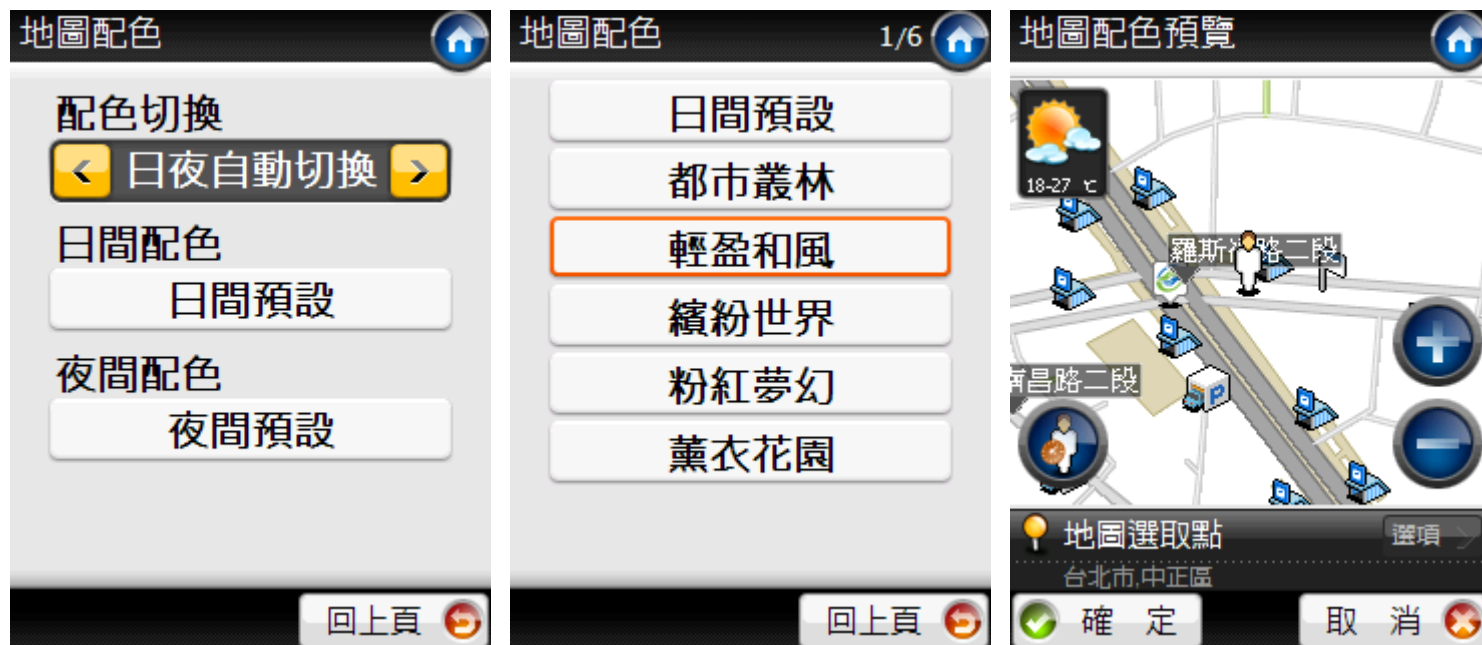 地圖配色
配色切換
日夜自動切換
日間配色
日間預設
夜間配色
夜間預設
回上頁
地圖配色 1/6
日間預設
都市叢林
輕盈和風
繽紛世界
粉紅夢幻
薰衣花園
回上頁
地圖配色預覽
18-27 ℃
羅斯 路二段
南昌路二段
P
地圖選取點 選項
台北市,中正區
確 定 取 消